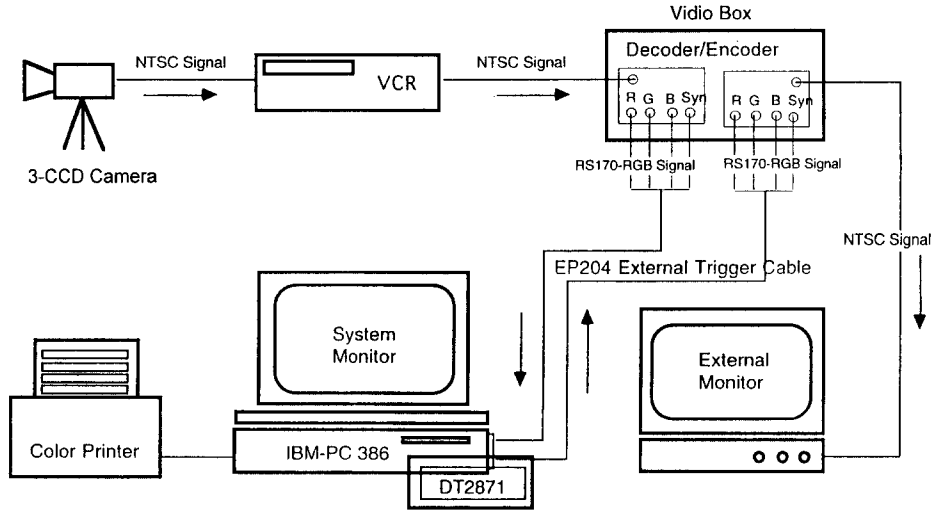 Vidio Box
Decoder/Encoder
NTSC Signal
VCR
NTSC Signal
R G B Syn
R G B Syn
3-CCD Camera
RS170-RGB Signal
RS170-RGB Signal
NTSC Signal
EP204 External Trigger Cable
System
Monitor
External
Monitor
Color Printer
IBM-PC 386
DT2871